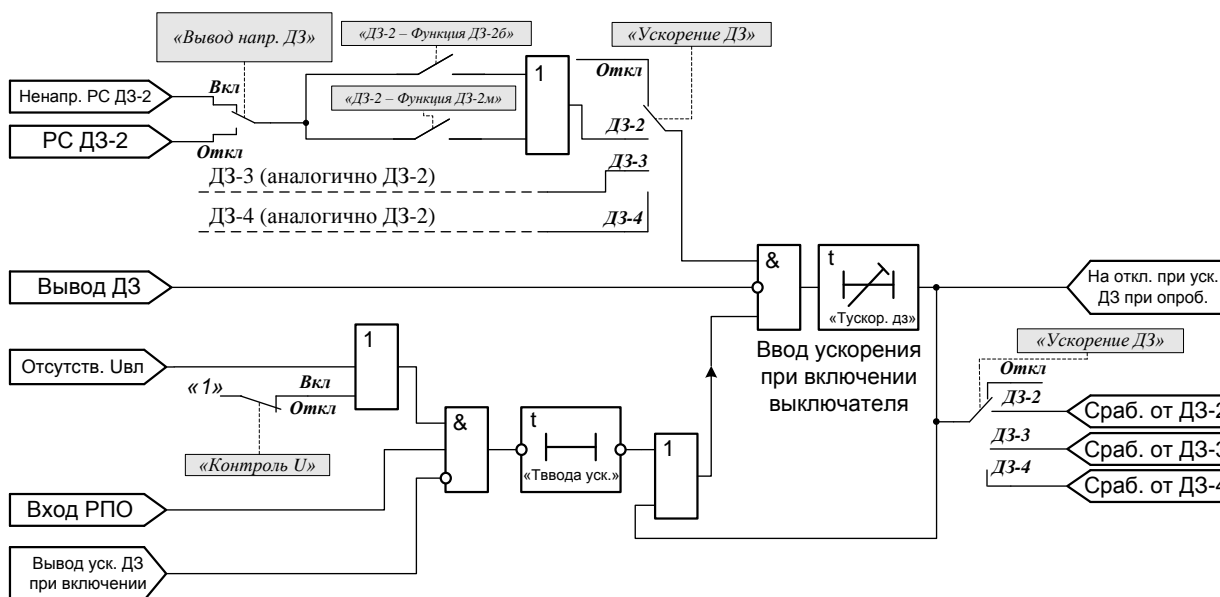 «Вывод напр. ДЗ»
«ДЗ-2 – Функция ДЗ-2б»
«Ускорение ДЗ»
Ненапр. РС ДЗ-2
Вкл
1
Откл
«ДЗ-2 – Функция ДЗ-2м»
РС ДЗ-2
Откл
ДЗ-2
ДЗ-3 (аналогично ДЗ-2)
ДЗ-3
ДЗ-4 (аналогично ДЗ-2)
ДЗ-4
Вывод ДЗ
&
t
«Тускор. дз»
На откл. при уск.
ДЗ при опроб.
Ввод ускорения
при включении
выключателя
Отсутств. Uвл
1
«1»
Вкл
Откл
«Контроль U»
«Ускорение ДЗ»
Откл
ДЗ-2
Сраб. от ДЗ-2
ДЗ-3
Сраб. от ДЗ-3
ДЗ-4
Сраб. от ДЗ-4
&
t
«Тввода уск.»
1
Вход РПО
Вывод уск. ДЗ
при включении